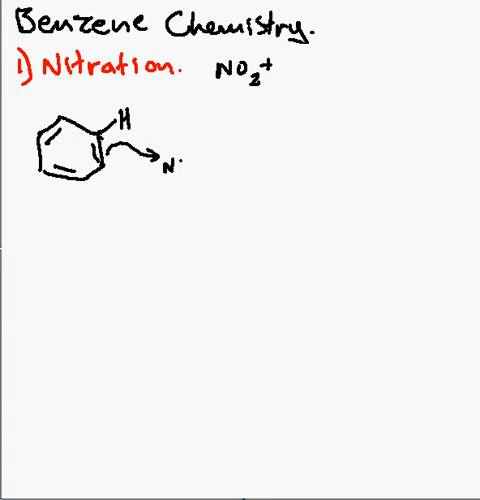 Benzene Chemistry.
1) Nitration. NO2+
H
N